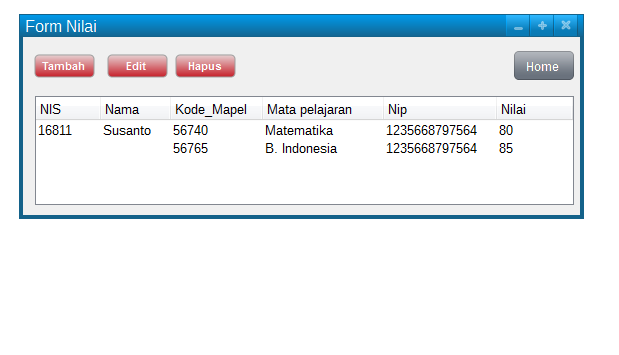 Form Nilai
Tambah Edit Hapus Home
NIS Nama Kode_Mapel Mata pelajaran Nip Nilai
16811 Susanto 56740 Matematika 1235668797564 80
56765 B. Indonesia 1235668797564 85